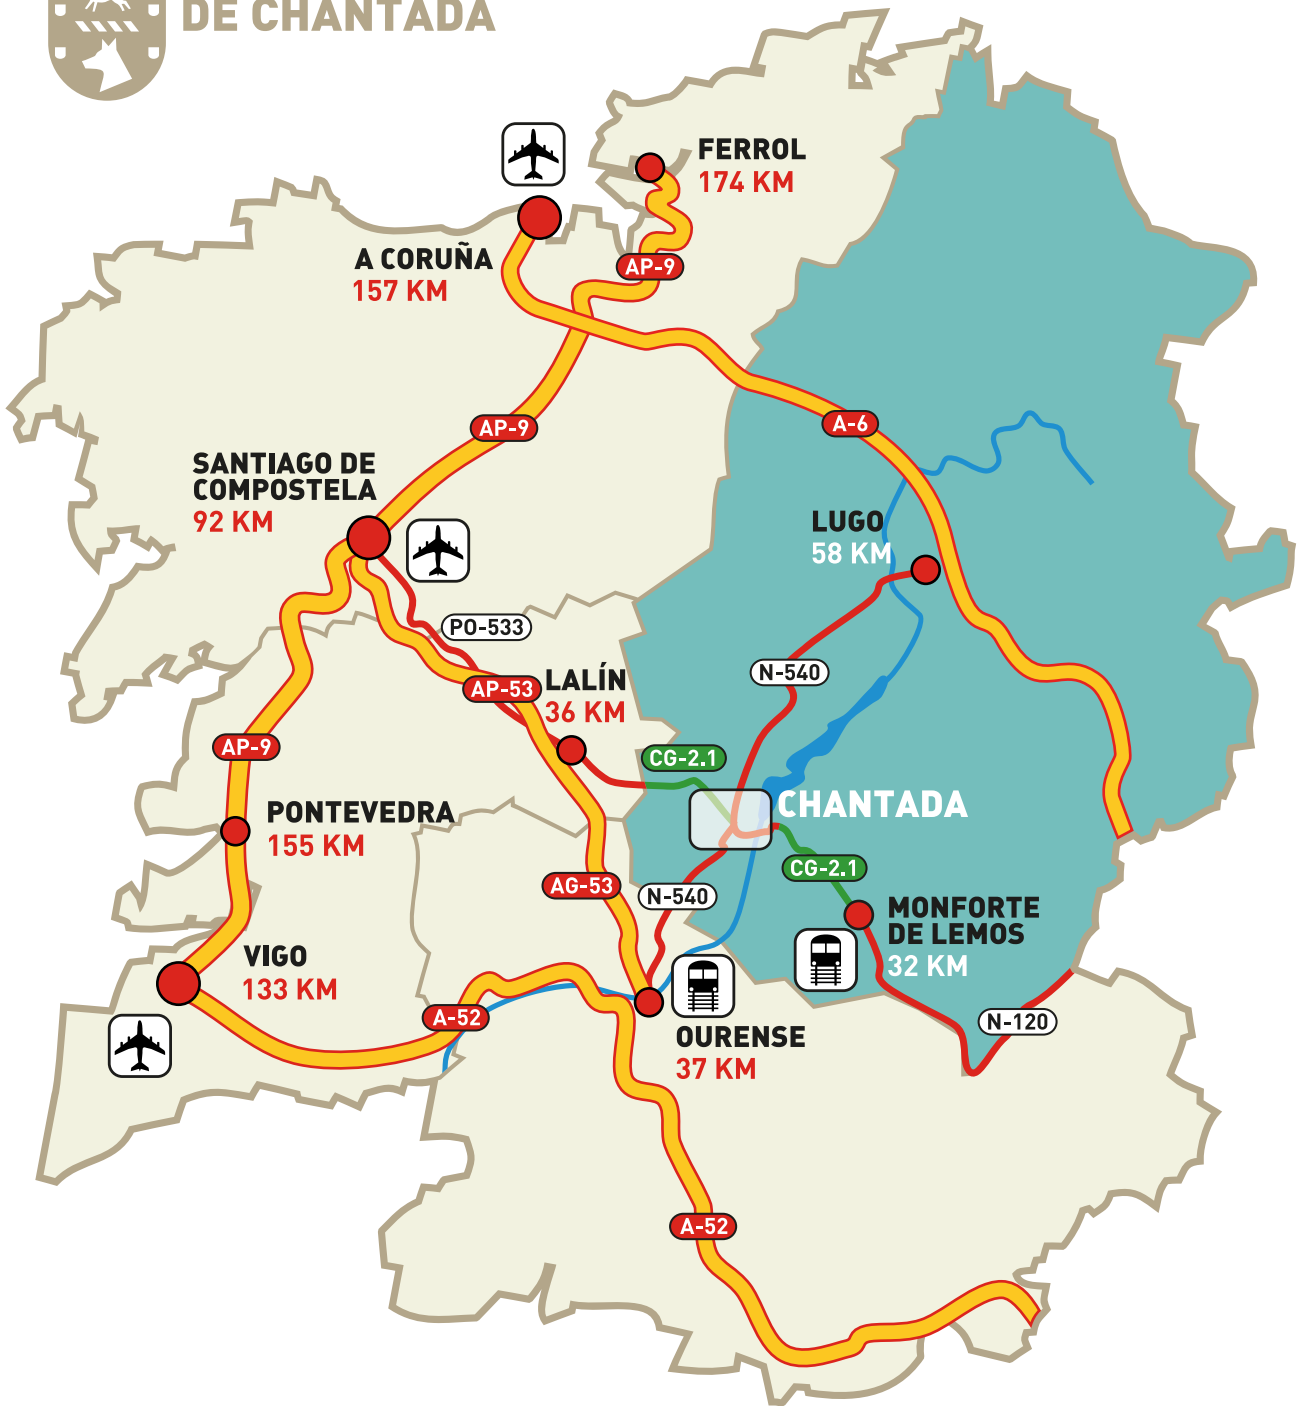 DE CHANTADA
FERROL
174 KM
A CORUÑA
157 KM
AP-9
A-6
AP-9
SANTIAGO DE
COMPOSTELA
92 KM
LUGO
58 KM
PO-533
N-540
LALÍN
36 KM
AP-53
AP-9
CG-2.1
CHANTADA
PONTEVEDRA
155 KM
CG-2.1
AG-53
N-540
MONFORTE
DE LEMOS
32 KM
VIGO
133 KM
A-52
N-120
OURENSE
37 KM
A-52